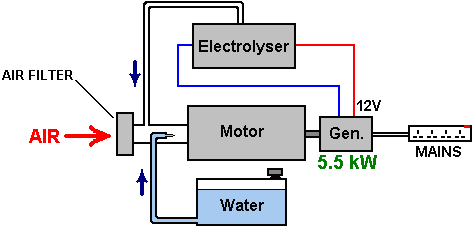 Electrolyser
AIR FILTER
12V
AIR
Motor
Gen.
5.5 kW
MAINS
Water